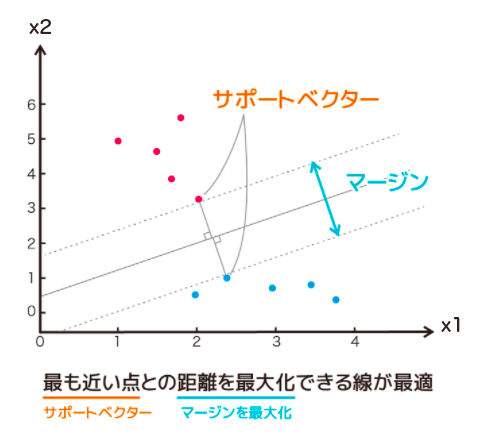 x2
サポートベクター
6
5
4
マージン
3
2
1
0
x1
0
1
2
3
4
最も近い点との距離を最大化できる線が最適
サポートベクター
マージンを最大化